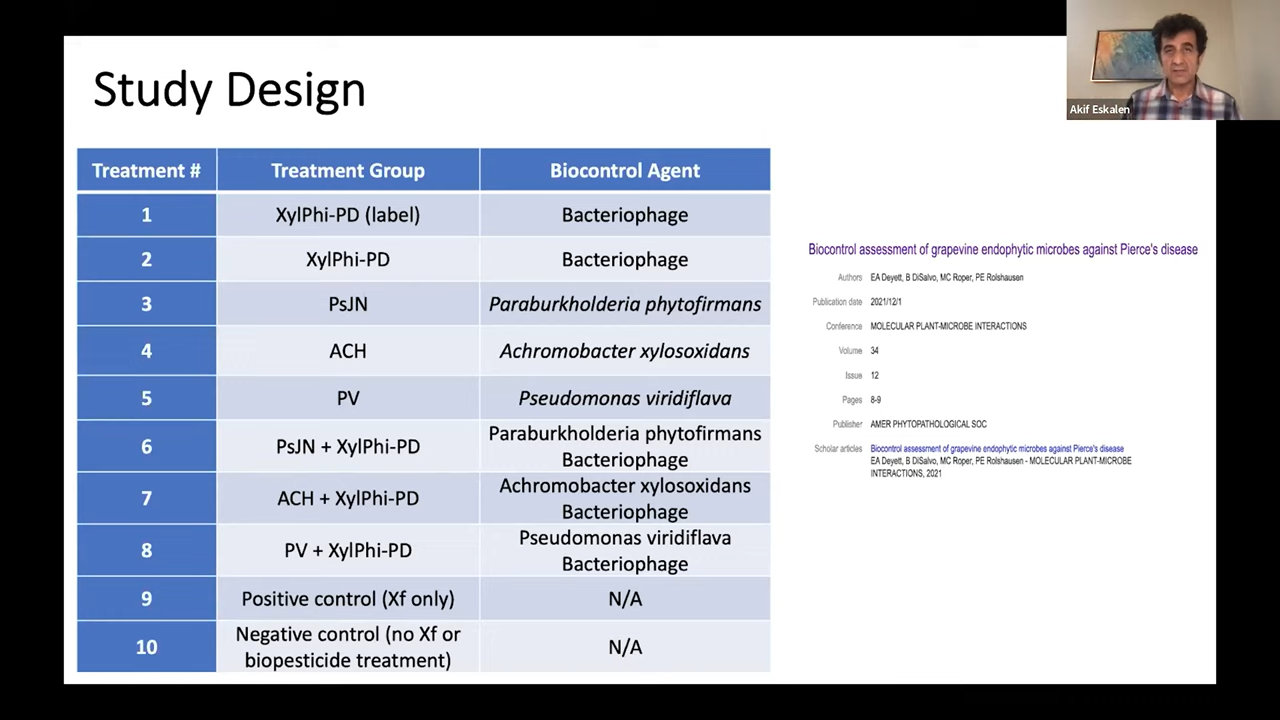 Akif Eskalen
Study Design
Treatment # Treatment Group Biocontrol Agent
1 XylPhi-PD (label) Bacteriophage
2 XylPhi-PD Bacteriophage
3 PsJN Paraburkholderia phytofirmans
4 ACH Achromobacter xylosoxidans
5 PV Pseudomonas viridiflava
6 PsJN + XylPhi-PD Paraburkholderia phytofirmans
Bacteriophage
7 ACH + XylPhi-PD Achromobacter xylosoxidans
Bacteriophage
8 PV + XylPhi-PD Pseudomonas viridiflava
Bacteriophage
9 Positive control (Xf only) N/A
10 Negative control (no Xf or
biopesticide treatment) N/A
Biocontrol assessment of grapevine endophytic microbes against Pierce's disease
Authors EA Deyett, B DiSalvo, MC Roper, PE Rolshausen
Publication date 2021/12/1
Conference MOLECULAR PLANT-MICROBE INTERACTIONS
Volume 34
Issue 12
Pages 8-9
Publisher AMER PHYTOPATHOLOGICAL SOC
Scholar articles Biocontrol assessment of grapevine endophytic microbes against Pierce's disease
EA Deyett, B DiSalvo, MC Roper, PE Rolshausen - MOLECULAR PLANT-MICROBE
INTERACTIONS, 2021